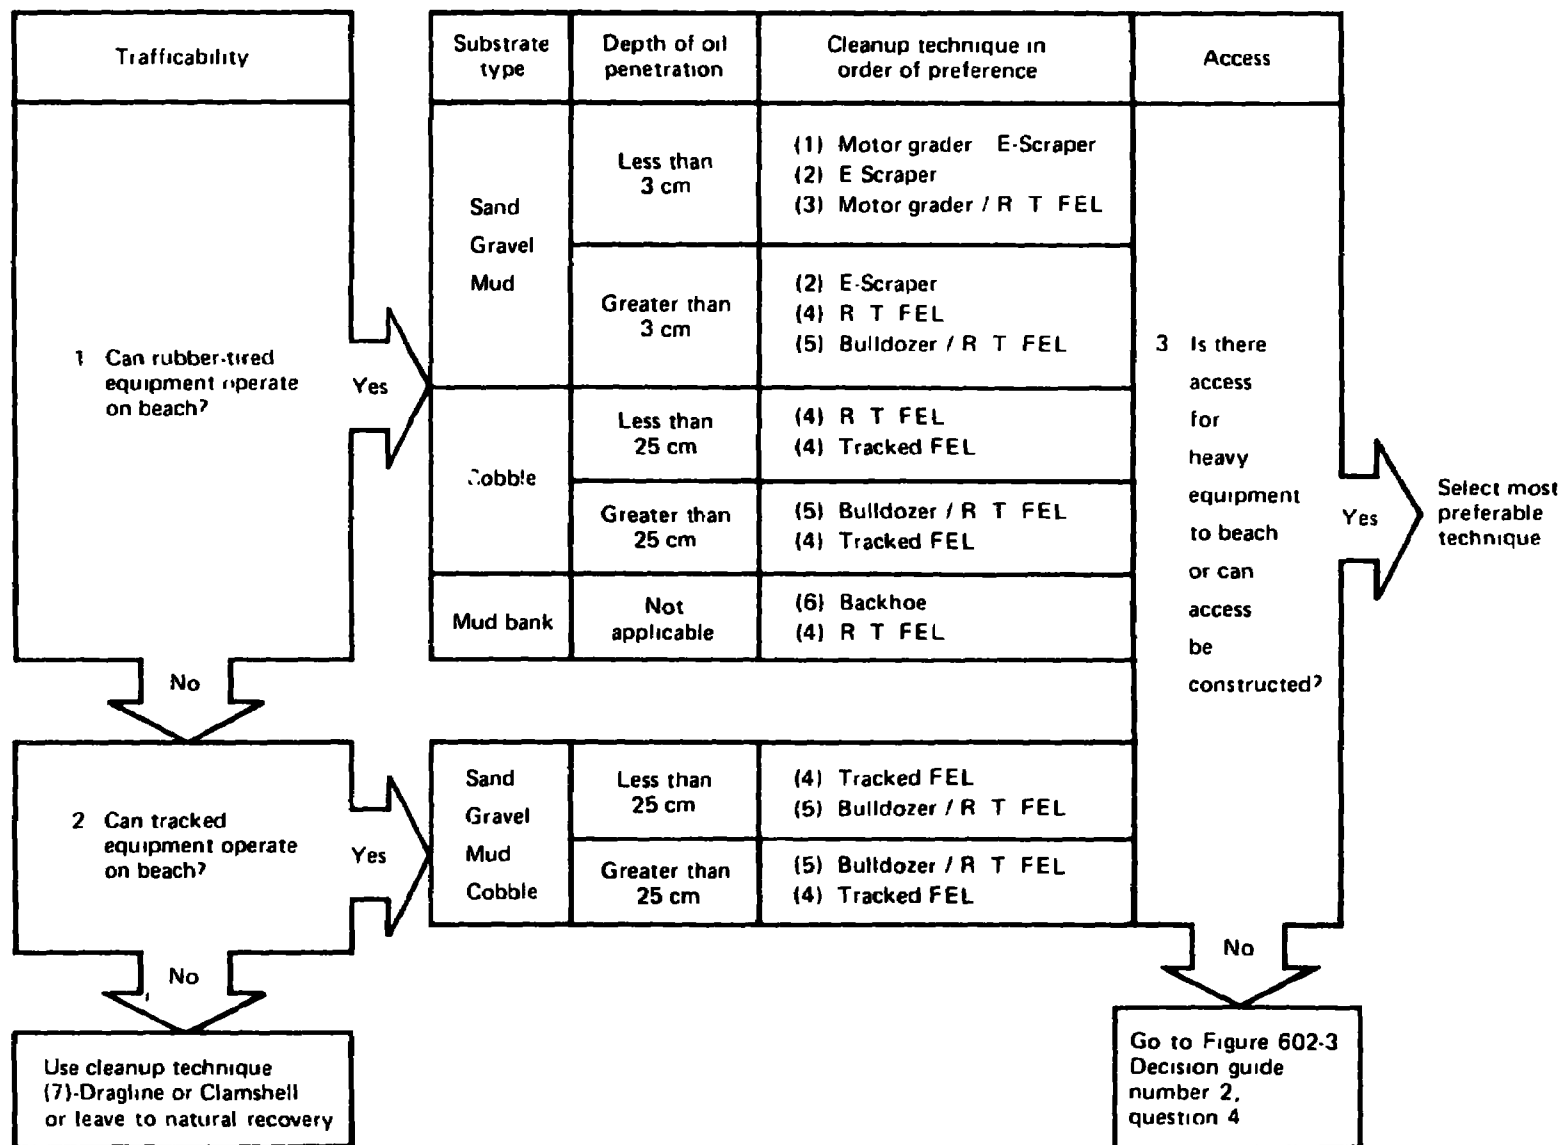 Trafficability
Substrate
type
Depth of oil
penetration
Cleanup technique in
order of preference
Access
1 Can rubber-tired
equipment operate
on beach?
Yes
No
Sand
Gravel
Mud
Less than
3 cm
(1) Motor grader E-Scraper
(2) E Scraper
(3) Motor grader / R T FEL
Greater than
3 cm
(2) E-Scraper
(4) R T FEL
(5) Bulldozer / R T FEL
Cobble
Less than
25 cm
(4) R T FEL
(4) Tracked FEL
Greater than
25 cm
(5) Bulldozer / R T FEL
(4) Tracked FEL
Mud bank
Not
applicable
(6) Backhoe
(4) R T FEL
2 Can tracked
equipment operate
on beach?
Yes
No
Sand
Gravel
Mud
Cobble
Less than
25 cm
(4) Tracked FEL
(5) Bulldozer / R T FEL
Greater than
25 cm
(5) Bulldozer / R T FEL
(4) Tracked FEL
3 Is there
access
for
heavy
equipment
to beach
or can
access
be
constructed?
Yes
Select most
preferable
technique
No
Use cleanup technique
(7)-Dragline or Clamshell
or leave to natural recovery
Go to Figure 602-3
Decision guide
number 2,
question 4